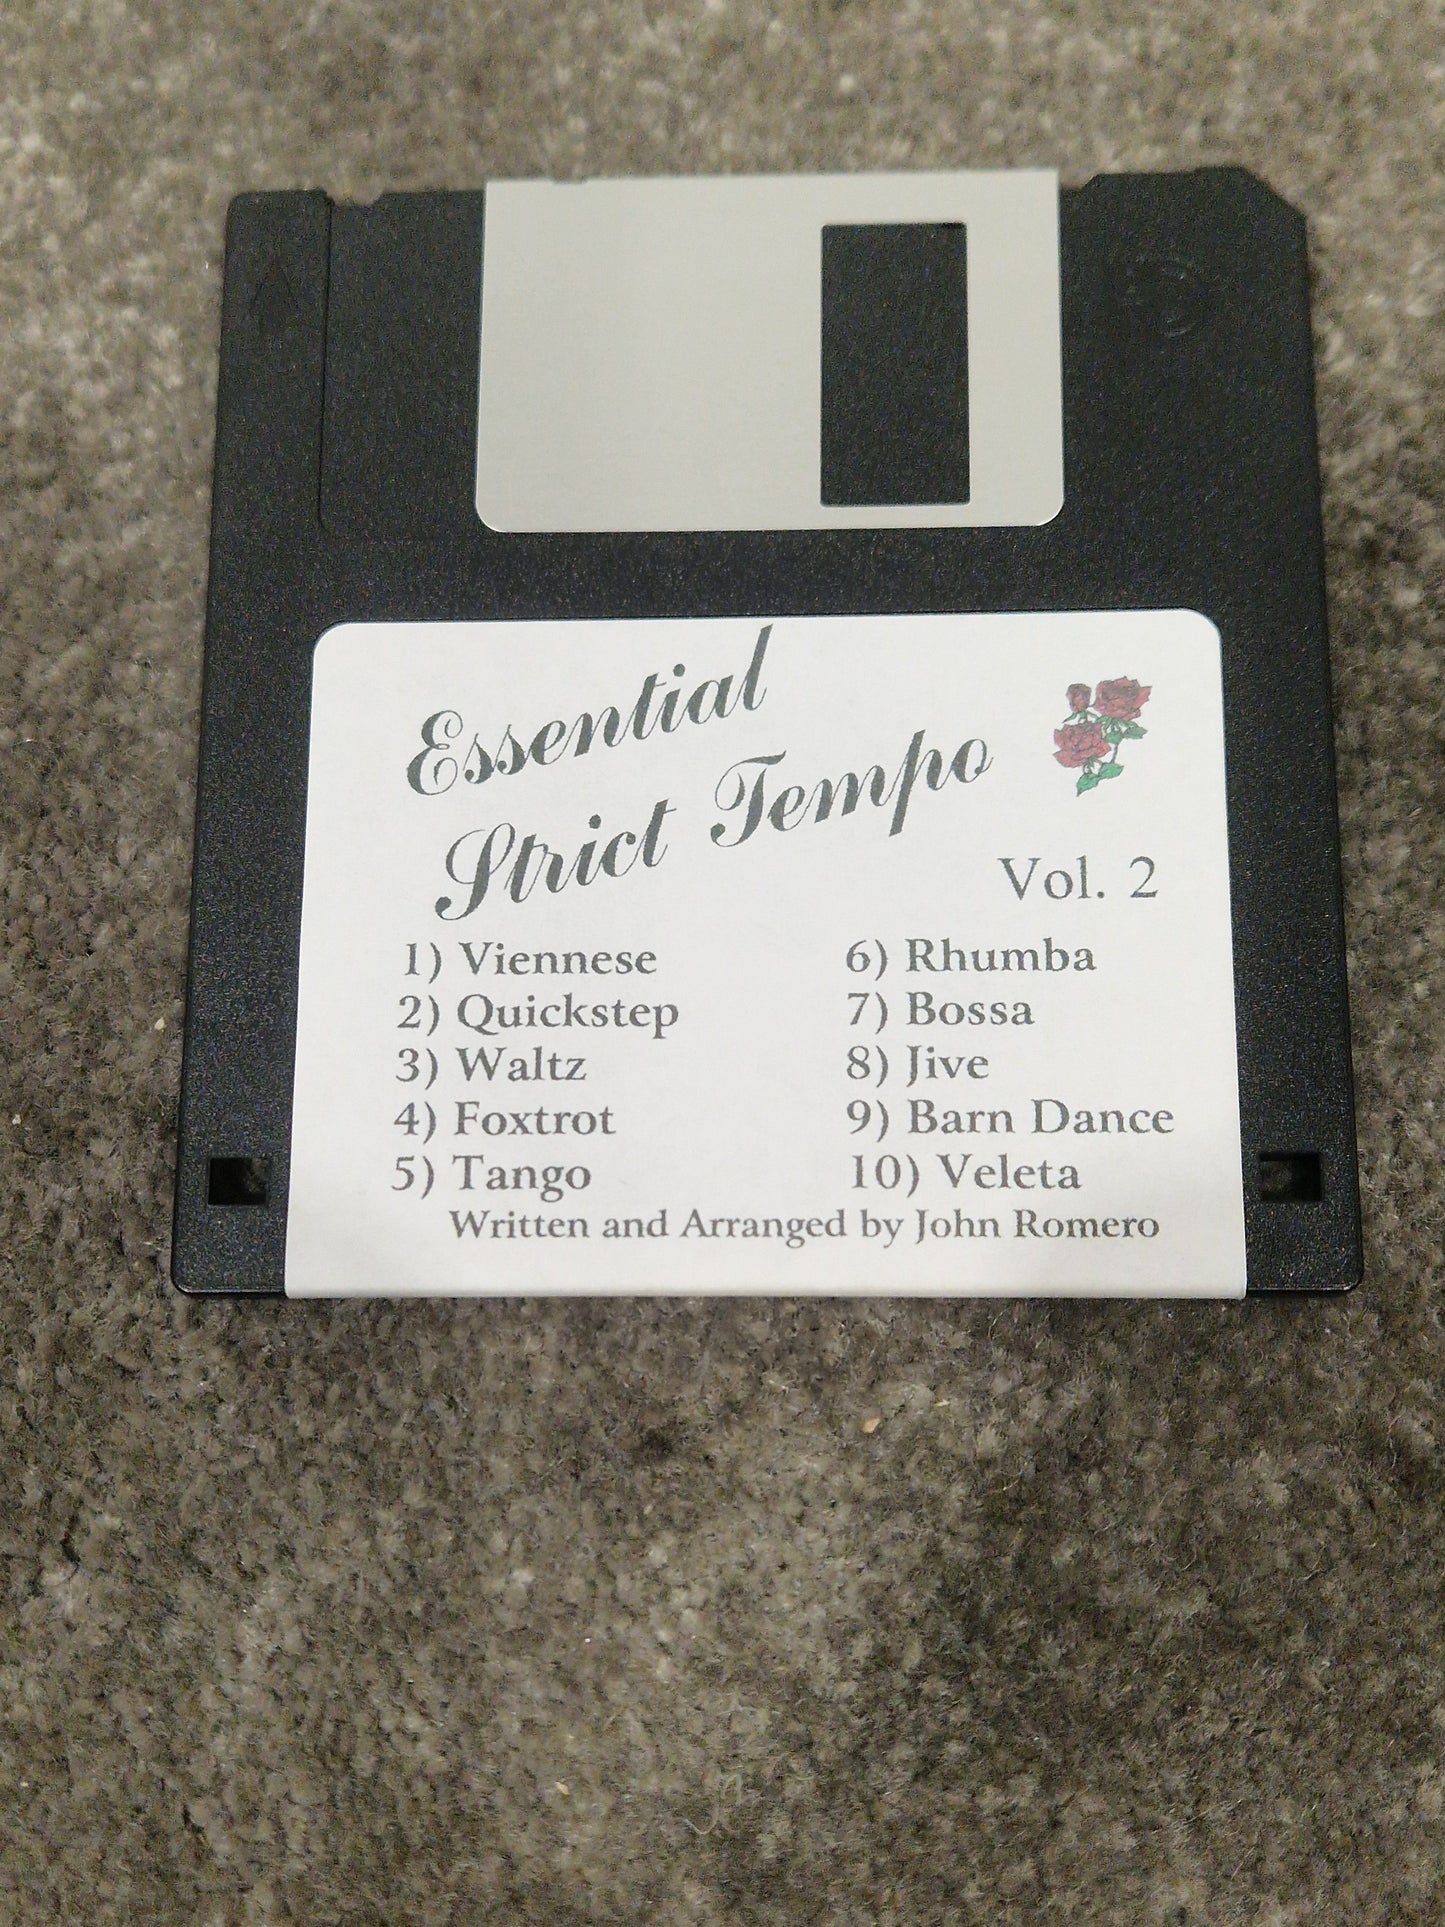 Essential
Strict Tempo
Vol. 2
1) Viennese
2) Quickstep
3) Waltz
4) Foxtrot
5) Tango
6) Rhumba
7) Bossa
8) Jive
9) Barn Dance
10) Veleta
Written and Arranged by John Romero